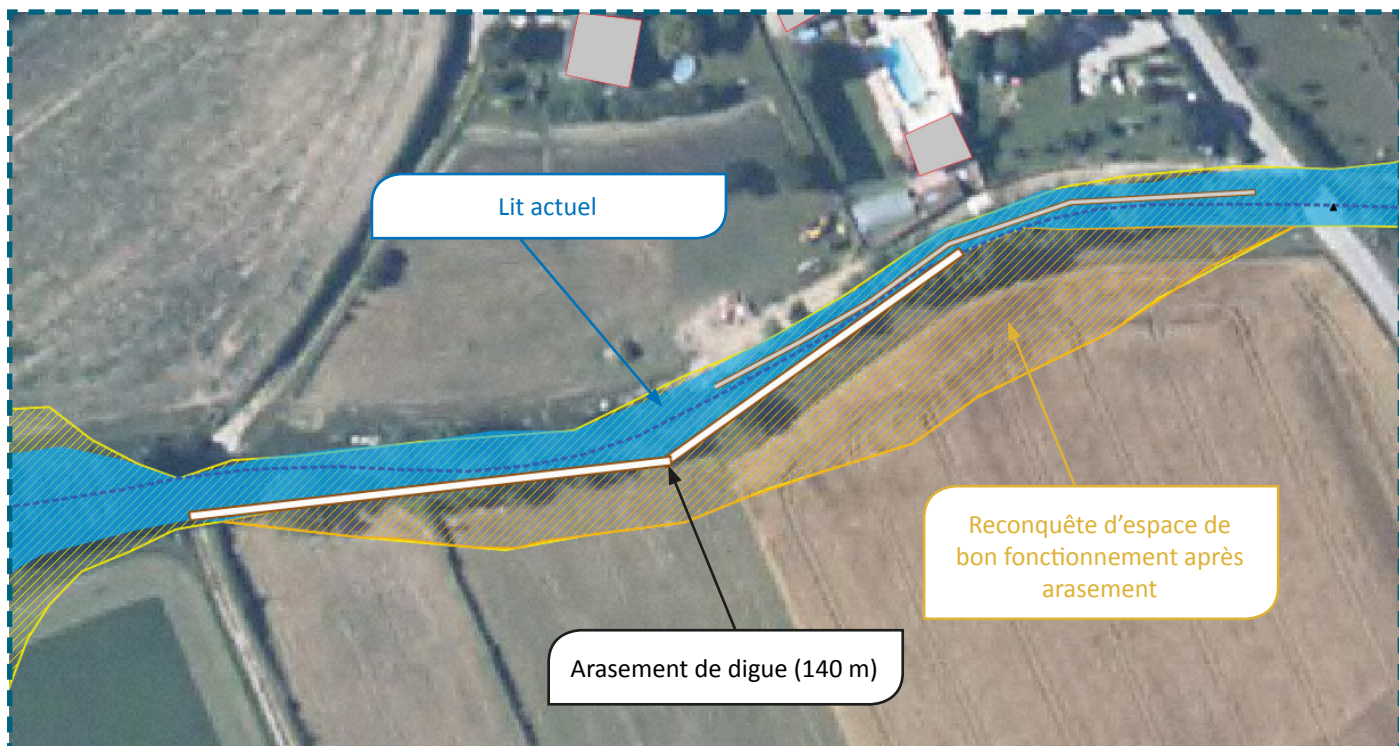 Lit actuel
Reconquête d’espace de
bon fonctionnement après
arasement
Arasement de digue (140 m)